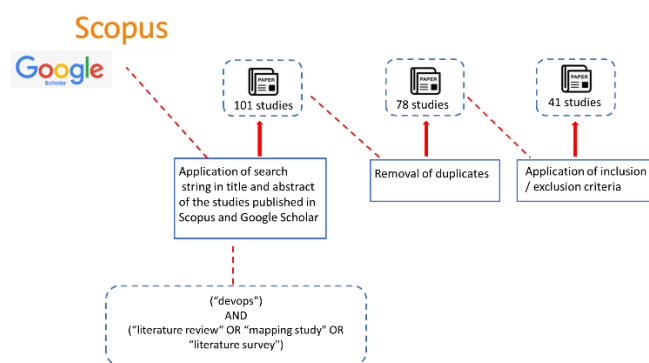 Scopus
Google
Scholar
PAPER
101 studies
PAPER
78 studies
PAPER
41 studies
Application of search
string in title and abstract
of the studies published in
Scopus and Google Scholar
Removal of duplicates
Application of inclusion
/ exclusion criteria
("devops")
AND
("literature review" OR "mapping study" OR
"literature survey")